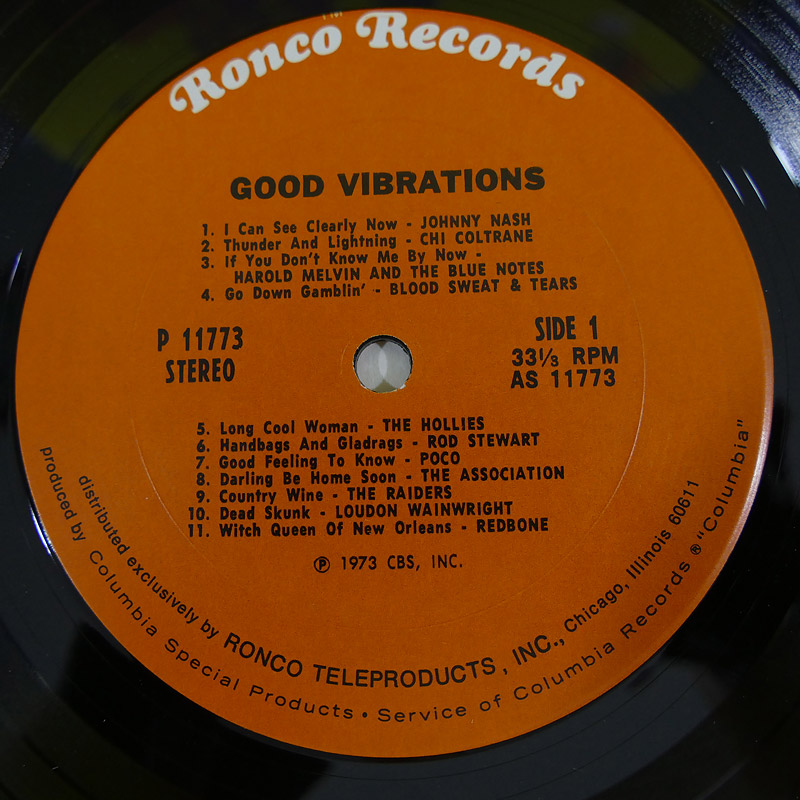 Ronco Records
GOOD VIBRATIONS
1. I Can See Clearly Now - JOHNNY NASH
2. Thunder And Lightning - CHI COLTRANE
3. If You Don't Know Me By Now -
HAROLD MELVIN AND THE BLUE NOTES
4. Go Down Gamblin' - BLOOD SWEAT & TEARS
P 11773
STEREO
SIDE 1
33⅓ RPM
AS 11773
5. Long Cool Woman - THE HOLLIES
6. Handbags And Gladrags - ROD STEWART
7. Good Feeling To Know - POCO
8. Darling Be Home Soon - THE ASSOCIATION
9. Country Wine - THE RAIDERS
10. Dead Skunk - LOUDON WAINWRIGHT
11. Witch Queen Of New Orleans - REDBONE
℗ 1973 CBS, INC.
distributed exclusively by RONCO TELEPRODUCTS, INC., Chicago, Illinois 60611
produced by Columbia Special Products • Service of Columbia Records ® "Columbia"